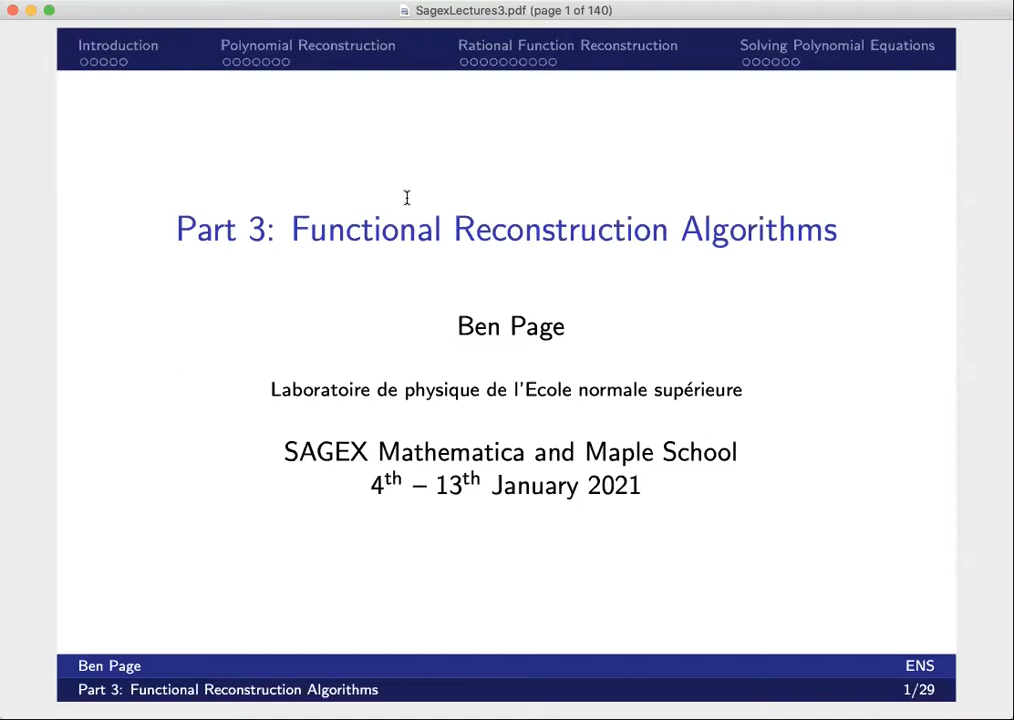 SagexLectures3.pdf (page 1 of 140)
Introduction Polynomial Reconstruction Rational Function Reconstruction Solving Polynomial Equations
Part 3: Functional Reconstruction Algorithms
Ben Page
Laboratoire de physique de l'Ecole normale supérieure
SAGEX Mathematica and Maple School
4th – 13th January 2021
Ben Page ENS
Part 3: Functional Reconstruction Algorithms 1/29